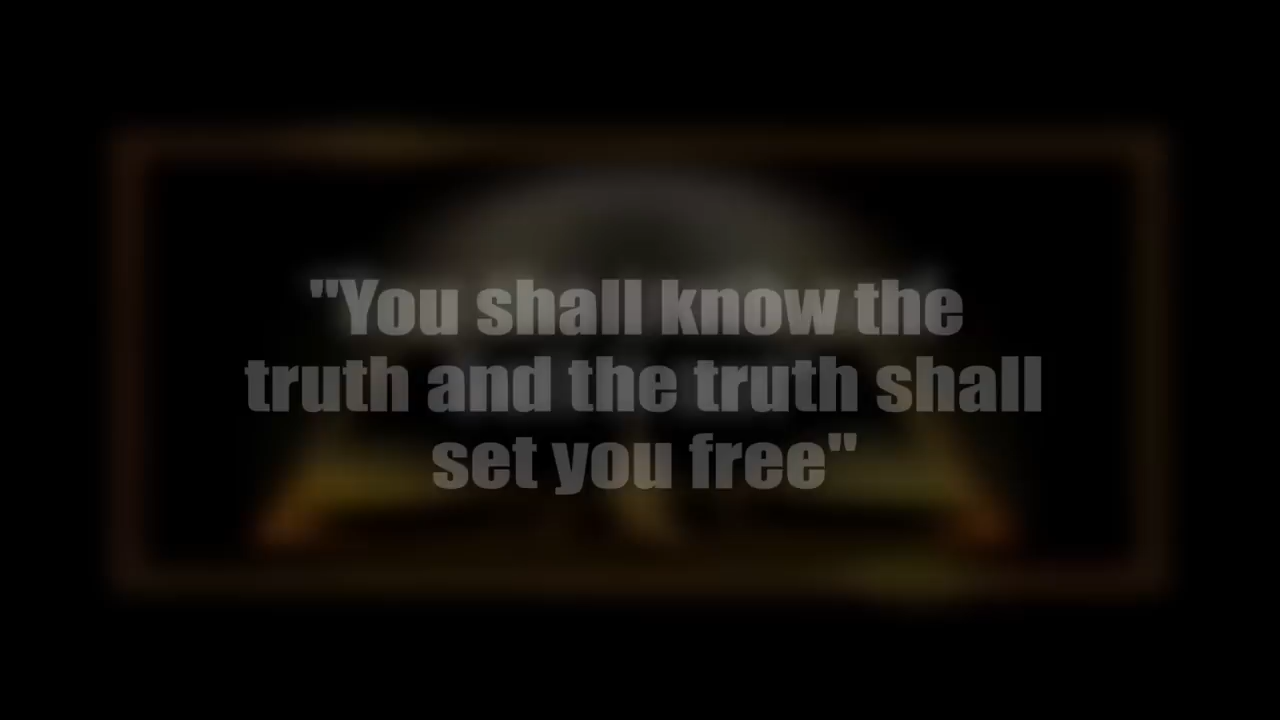 "You shall know the
truth and the truth shall
set you free"